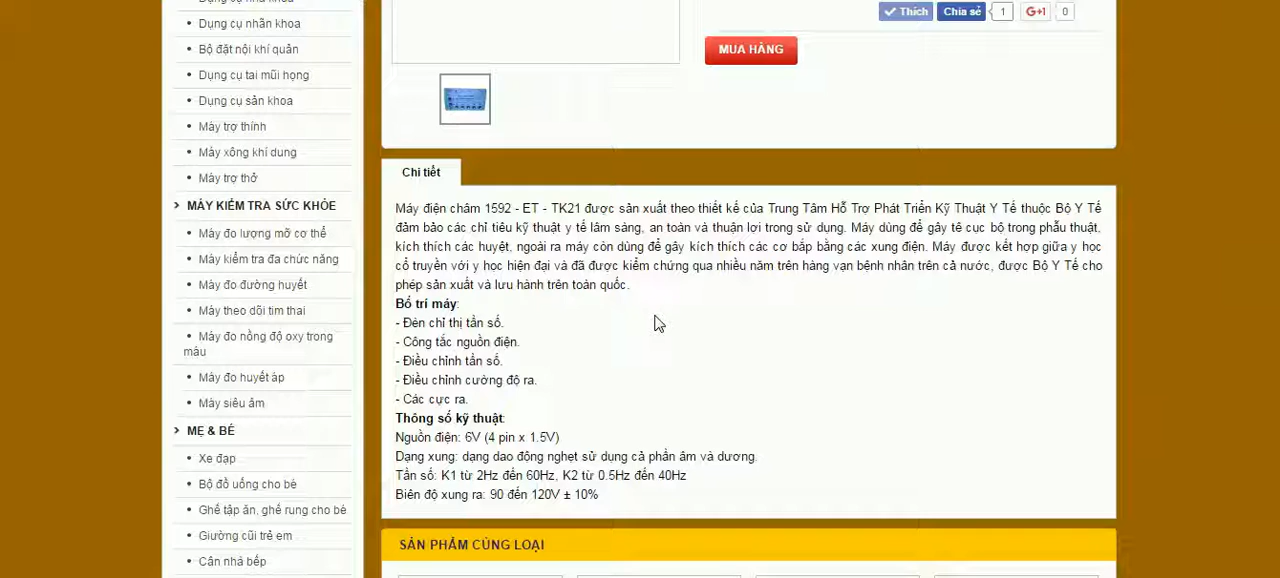 Dụng cụ nhãn khoa
Bộ đặt nội khí quản
Dụng cụ tai mũi họng
Dụng cụ sản khoa
Máy trợ thính
Máy xông khí dung
Máy trợ thở
MÁY KIỂM TRA SỨC KHỎE
Máy đo lượng mỡ cơ thể
Máy kiểm tra đa chức năng
Máy đo đường huyết
Máy theo dõi tim thai
Máy đo nồng độ oxy trong
máu
Máy đo huyết áp
Máy siêu âm
MẸ & BÉ
Xe đạp
Bộ đồ uống cho bé
Ghế tập ăn, ghế rung cho bé
Giường cũi trẻ em
Cân nhà bếp
Thích Chia sẻ 1 G+1 0
MUA HÀNG
Chi tiết
Máy điện châm 1592 - ET - TK21 được sản xuất theo thiết kế của Trung Tâm Hỗ Trợ Phát Triển Kỹ Thuật Y Tế thuộc Bộ Y Tế
đảm bảo các chỉ tiêu kỹ thuật y tế lâm sàng, an toàn và thuận lợi trong sử dụng. Máy dùng để gây tê cục bộ trong phẫu thuật,
kích thích các huyệt, ngoài ra máy còn dùng để gây kích thích các cơ bắp bằng các xung điện. Máy được kết hợp giữa y học
cổ truyền với y học hiện đại và đã được kiểm chứng qua nhiều năm trên hàng vạn bệnh nhân trên cả nước, được Bộ Y Tế cho
phép sản xuất và lưu hành trên toàn quốc.
Bố trí máy:
- Đèn chỉ thị tần số.
- Công tắc nguồn điện.
- Điều chỉnh tần số.
- Điều chỉnh cường độ ra.
- Các cực ra.
Thông số kỹ thuật:
Nguồn điện: 6V (4 pin x 1.5V)
Dạng xung: dạng dao động nghẹt sử dụng cả phần âm và dương.
Tần số: K1 từ 2Hz đến 60Hz, K2 từ 0.5Hz đến 40Hz
Biên độ xung ra: 90 đến 120V ± 10%
SẢN PHẨM CÙNG LOẠI